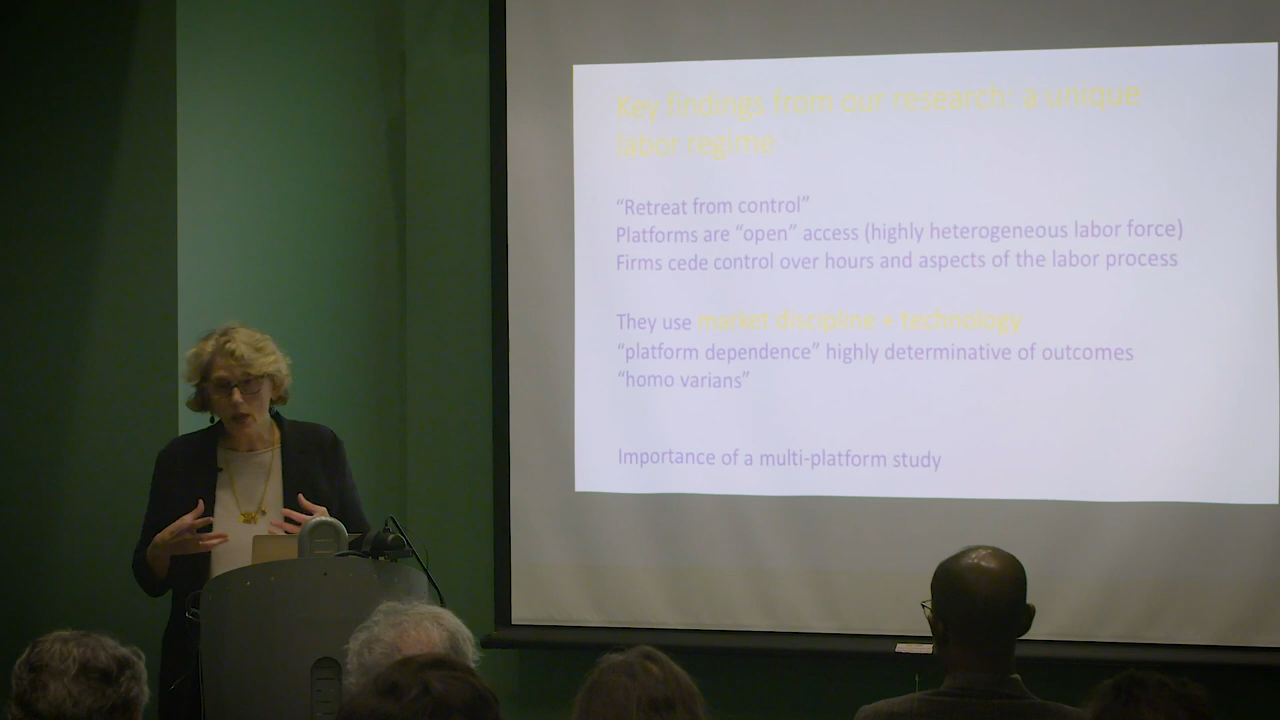 Key findings from our research: a unique
labor regime
“Retreat from control”
Platforms are “open” access (highly heterogeneous labor force)
Firms cede control over hours and aspects of the labor process
They use market discipline + technology
“platform dependence” highly determinative of outcomes
“homo varians”
Importance of a multi-platform study